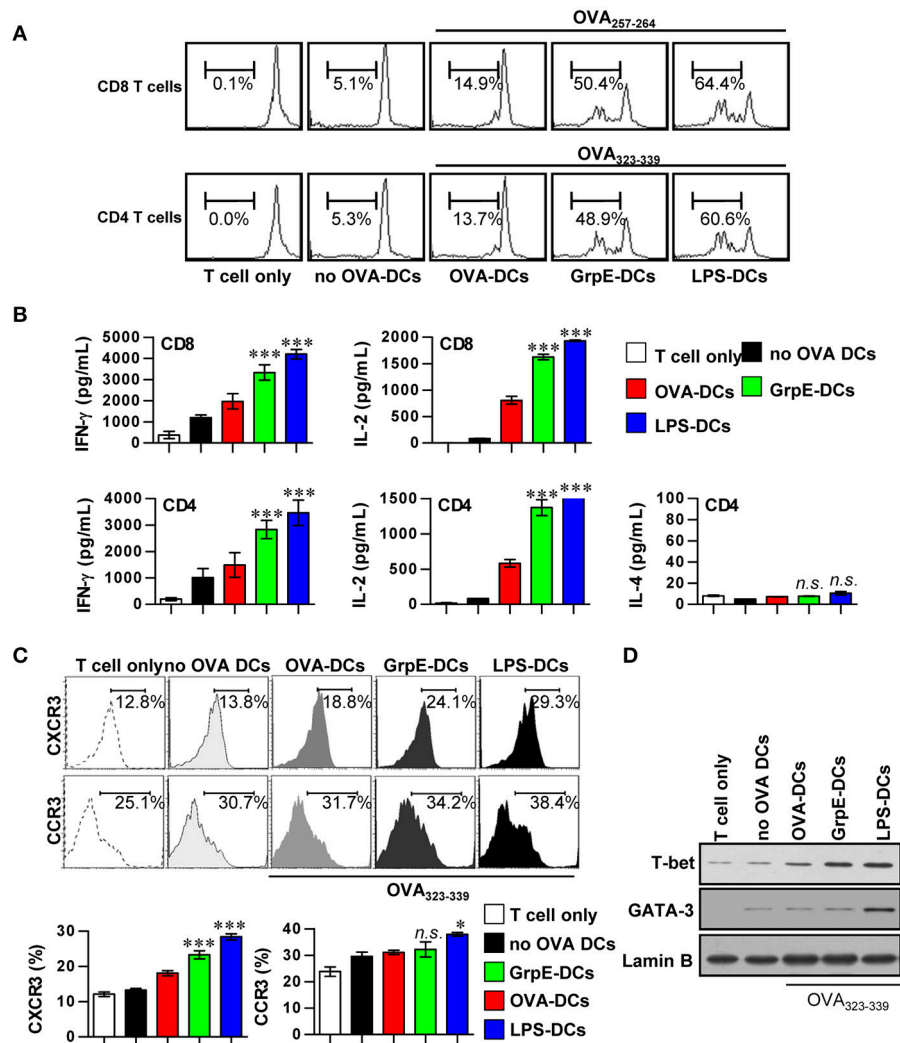 A
OVA257-264
CD8 T cells
0.1%
5.1%
14.9%
50.4%
64.4%
OVA323-339
CD4 T cells
0.0%
5.3%
13.7%
48.9%
60.6%
T cell only
no OVA-DCs
OVA-DCs
GrpE-DCs
LPS-DCs
B
IFN-γ (pg/mL)
5000
4000
3000
2000
1000
0
CD8
***
***
IL-2 (pg/mL)
2000
1500
1000
500
0
CD8
***
***
T cell only
no OVA DCs
OVA-DCs
GrpE-DCs
LPS-DCs
IFN-γ (pg/mL)
4000
3000
2000
1000
0
CD4
***
***
IL-2 (pg/mL)
1500
1000
500
0
CD4
***
***
IL-4 (pg/mL)
100
80
60
40
20
0
CD4
n.s.
n.s.
C
T cell only
no OVA DCs
OVA-DCs
GrpE-DCs
LPS-DCs
CXCR3
12.8%
13.8%
18.8%
24.1%
29.3%
CCR3
25.1%
30.7%
31.7%
34.2%
38.4%
OVA323-339
CXCR3 (%)
30
20
10
0
***
***
CCR3 (%)
40
30
20
10
0
n.s.
*
T cell only
no OVA DCs
GrpE-DCs
OVA-DCs
LPS-DCs
D
T cell only
no OVA DCs
OVA-DCs
GrpE-DCs
LPS-DCs
T-bet
GATA-3
Lamin B
OVA323-339